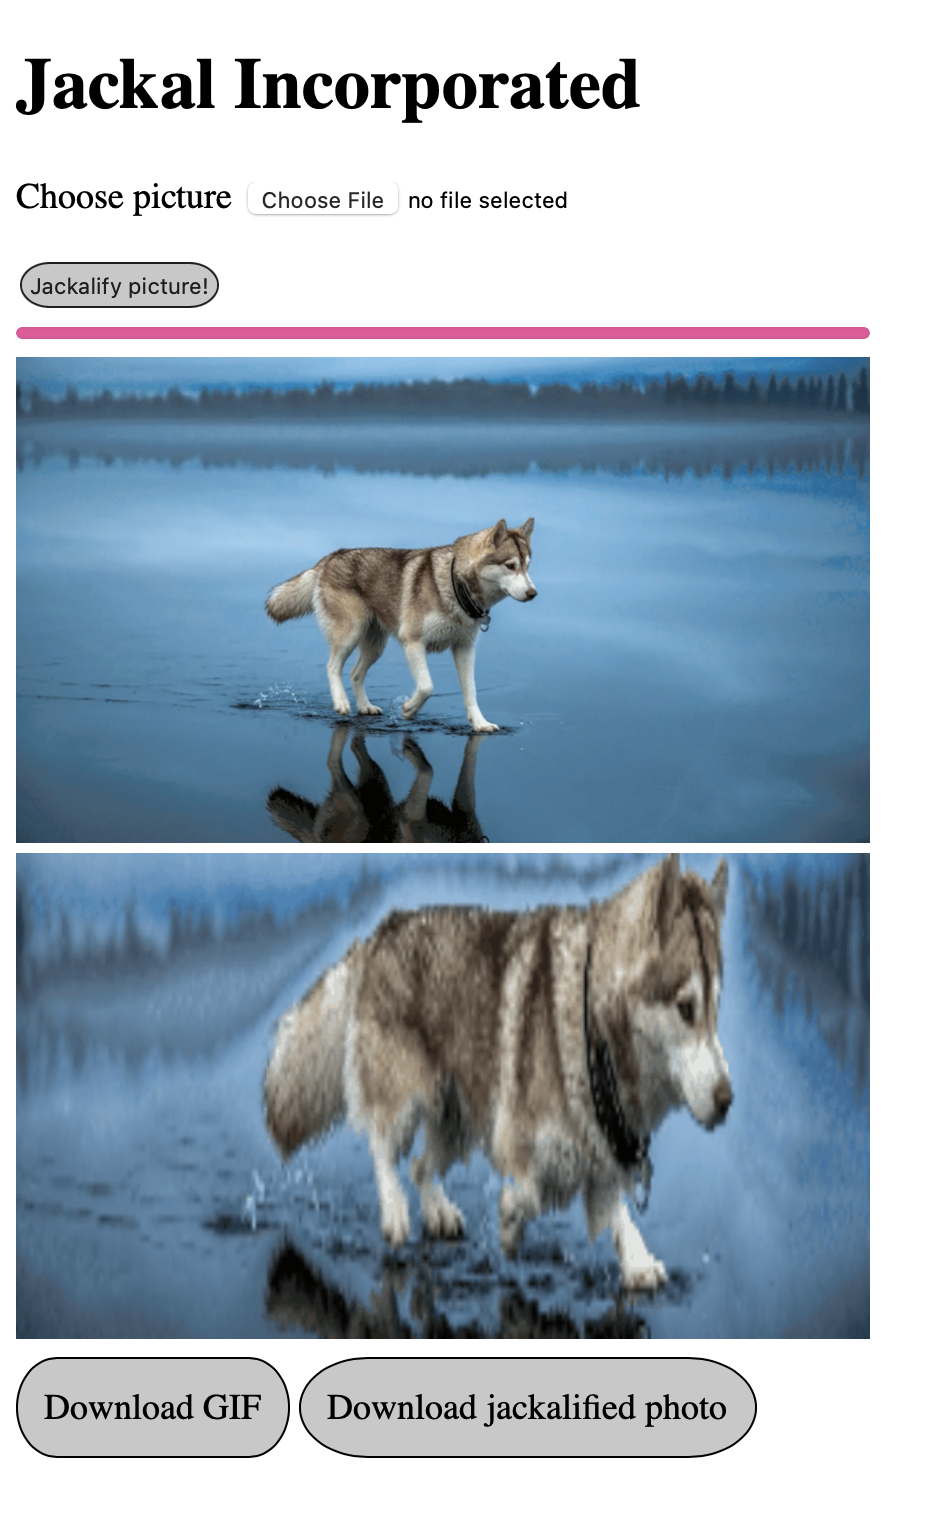 Jackal Incorporated
Choose picture Choose File no file selected
Jackalify picture!
Download GIF Download jackalified photo